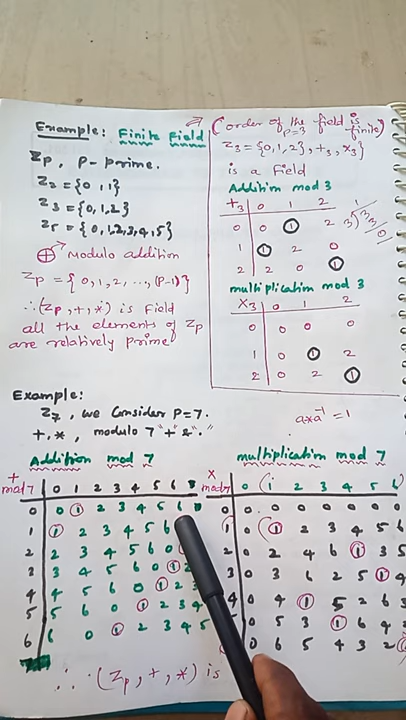 Example: Finite Field
Zp, p- prime.
Z2 = {0, 1}
Z3 = {0,1,2}
Z5 = {0,1,2,3,4,5}
⊕ Modulo addition
Zp = {0,1,2,...,(p-1)}
∴ (Zp, +, *) is Field
all the elements of Zp
are relatively prime
(order of the field is
finite)
p=3
Z3 = {0,1,2}, +3, x3)
is a field
Addition mod 3
+3 0 1 2
0 0 1 2
1 1 2 0
2 2 0 1
multiplication mod 3
x3 0 1 2
0 0 0 0
1 0 1 2
2 0 2 1
Example:
Z7, we consider p=7.
+, *, modulo 7 "+ & ."
a*a⁻¹ = 1
Addition mod 7
+
mod 7 0 1 2 3 4 5 6
0 0 1 2 3 4 5 6
1 1 2 3 4 5 6
2 2 3 4 5 6 0
3 3 4 5 6 0 1 2
4 4 5 6 0 1 2 3
5 5 6 0 1 2 3 4
6 6 0 1 2 3 4 5
multiplication mod 7
x
mod 7 0 1 2 3 4 5 6
0 0 0 0 0 0 0 0
1 0 1 2 3 4 5 6
2 0 2 4 6 1 3 5
3 0 3 6 2 5 1 4
4 0 4 1 5 2 6 3
0 5 3 1 6 4
0 6 5 4 3 2
∴ (Zp, +, *) is